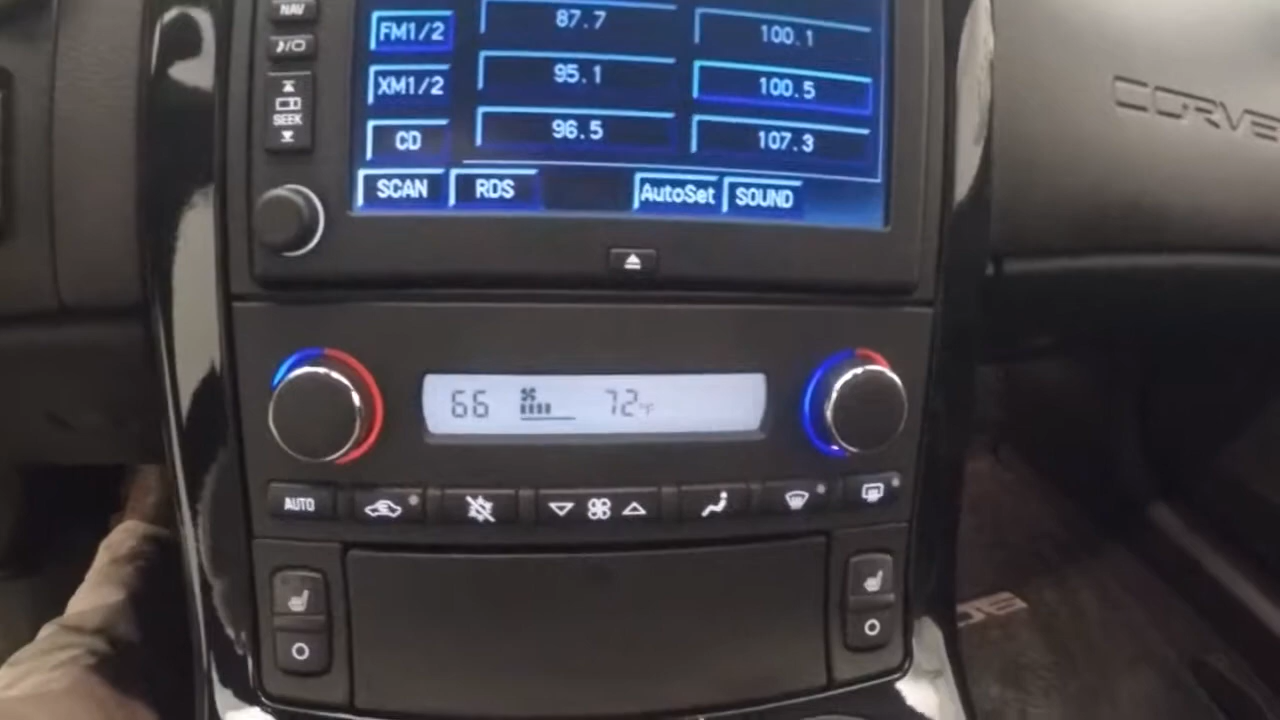 NAV
FM1/2 87.7 100.1
XM1/2 95.1 100.5
SEEK
CD 96.5 107.3
SCAN RDS AutoSet SOUND
CORVE
66 72°F
AUTO